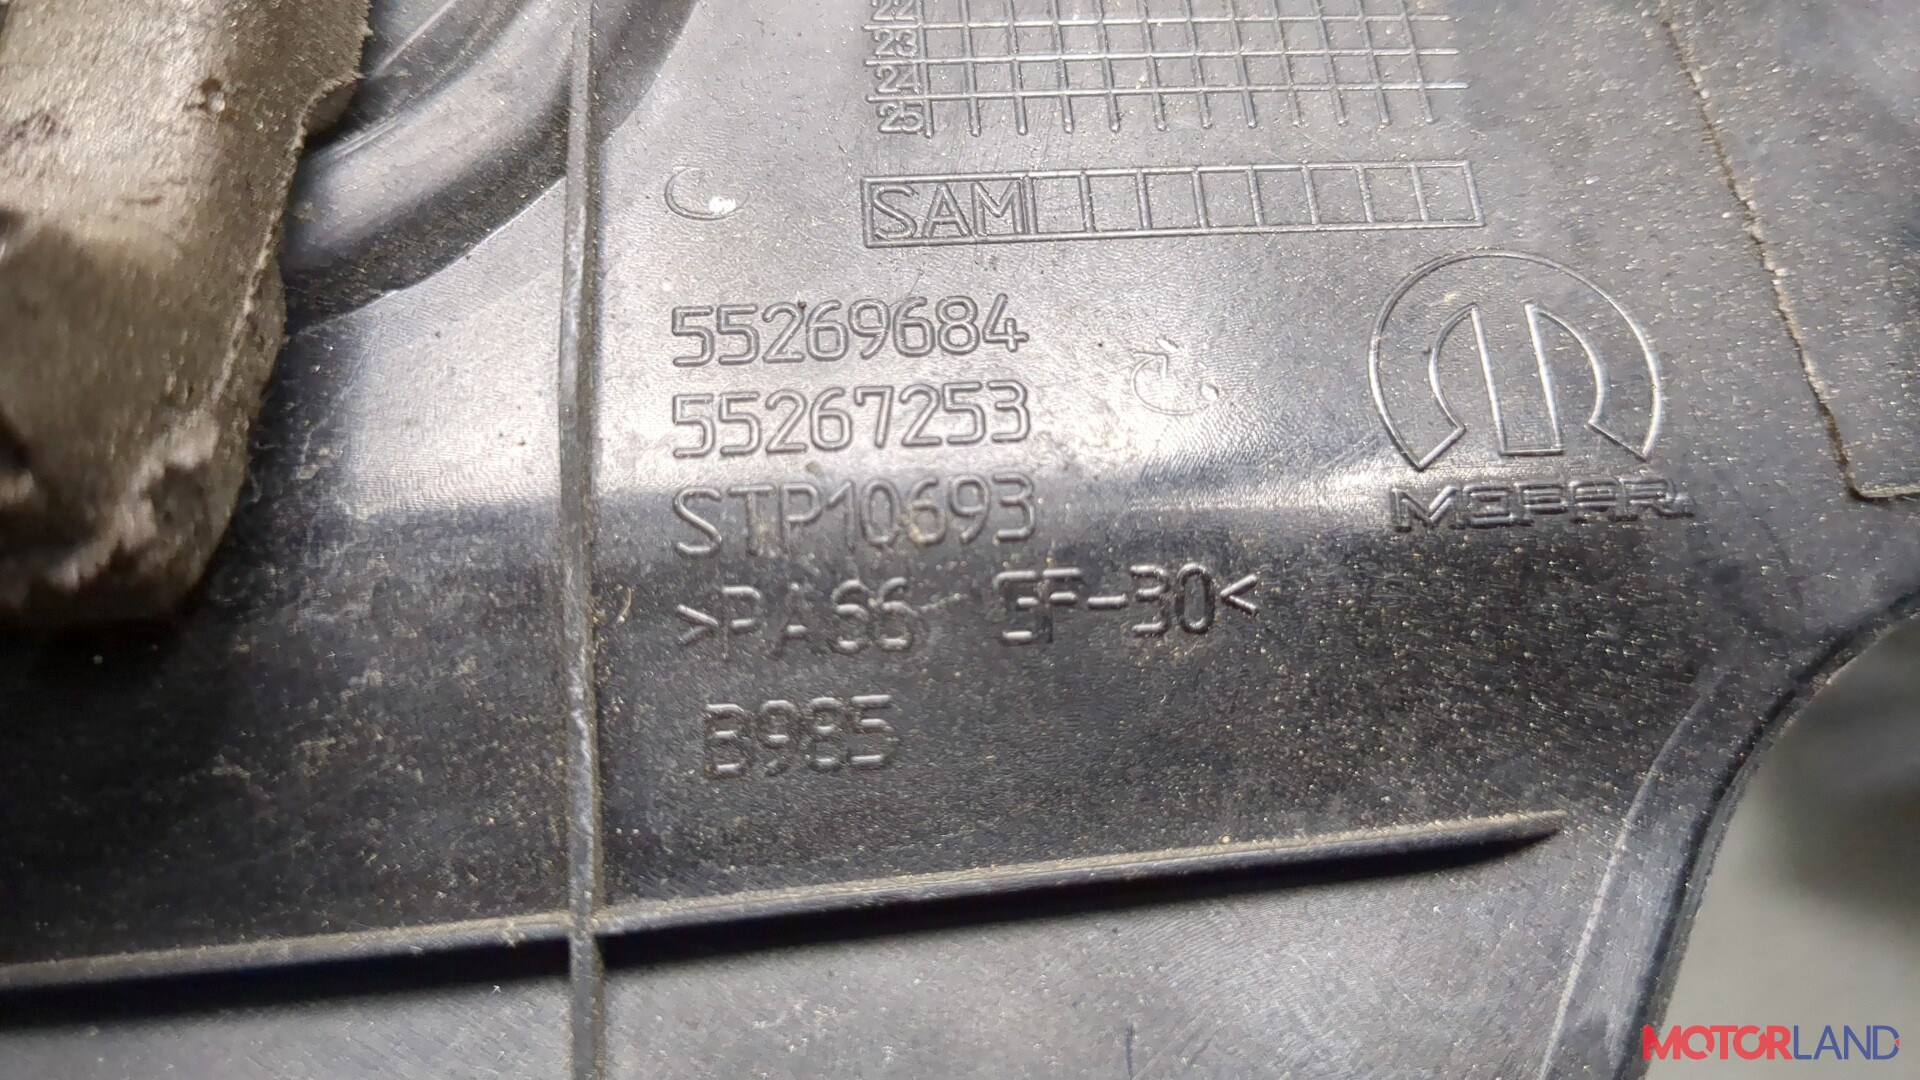 22
23
24
25
SAM
55269684
55267253
STP10693
>PA66 GF-30<
B985
MOPAR
MOTORLAND